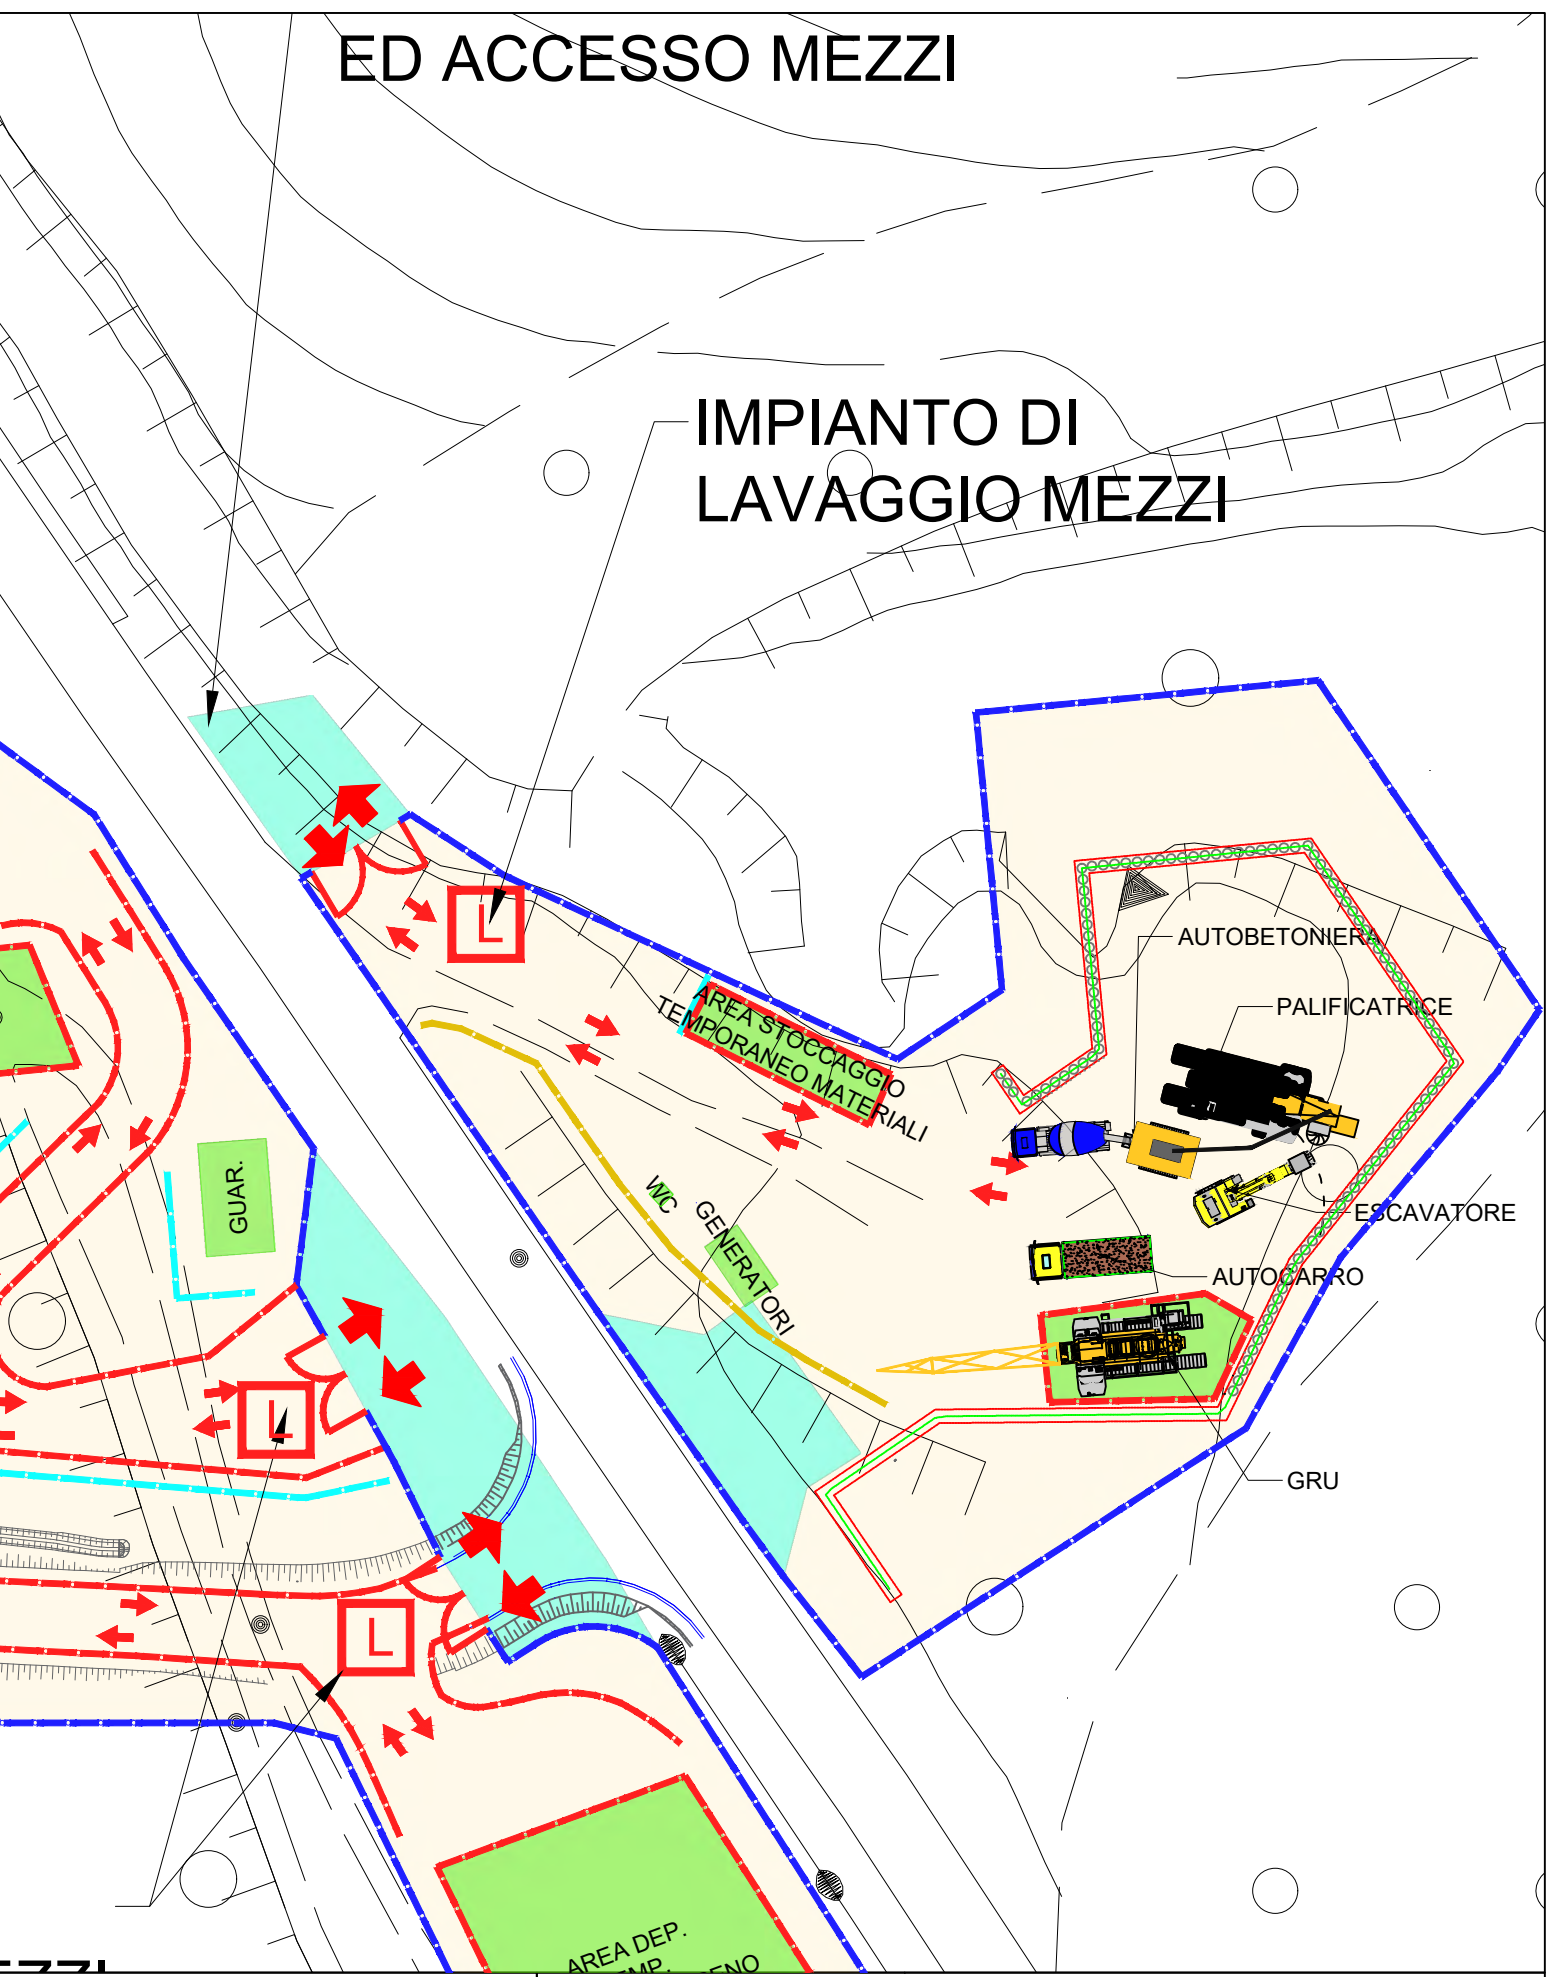 ED ACCESSO MEZZI
IMPIANTO DI
LAVAGGIO MEZZI
L
AUTOBETONIERA
PALIFICATRICE
AREA STOCCAGGIO
TEMPORANEO MATERIALI
GUAR.
WC
GENERATORI
ESCAVATORE
AUTOCARRO
L
GRU
L
AREA DEP.